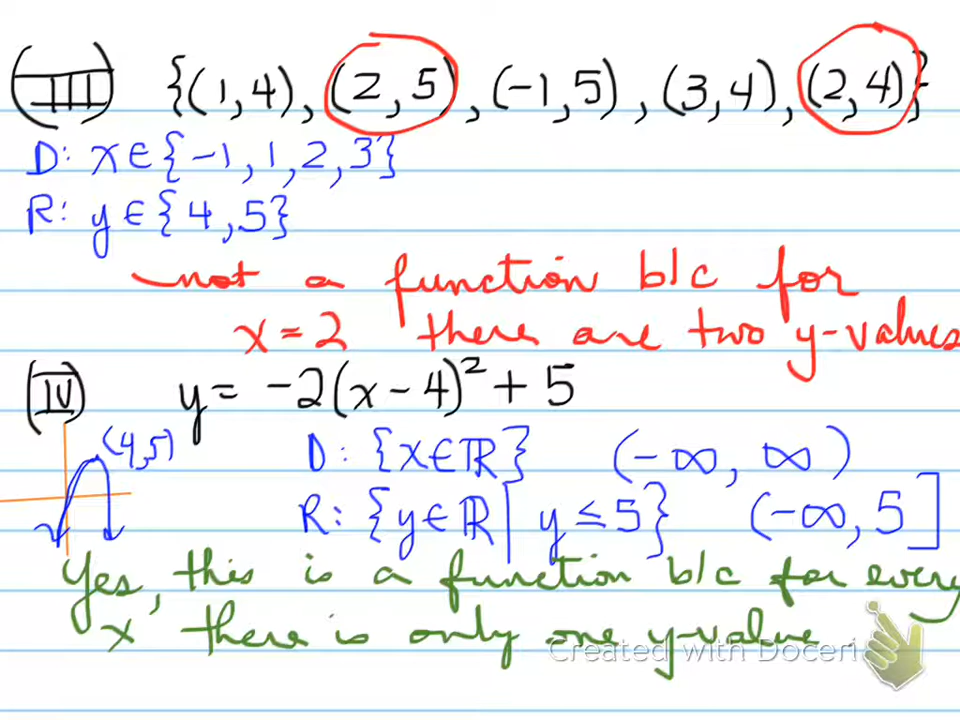 (III) {(1,4), (2,5), (-1,5), (3,4), (2,4)}
D: x∈{-1,1,2,3}
R: y∈{4,5}
not a function b/c for
x=2 there are two y-values
(IV) y= -2(x-4)²+5
(4,5) D: {x∈ℝ} (-∞, ∞)
R: {y∈ℝ| y≤5} (-∞,5]
Yes, this is a function b/c for every
x there is only one y-value
Created with Doceri